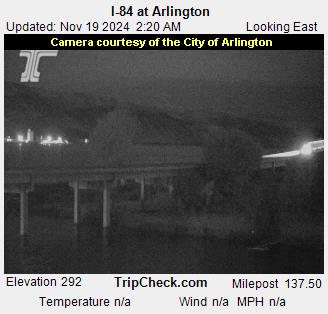 I-84 at Arlington
Updated: Nov 19 2024 2:20 AM Looking East
Camera courtesy of the City of Arlington
Elevation 292 TripCheck.com Milepost 137.50
Temperature n/a Wind n/a MPH n/a